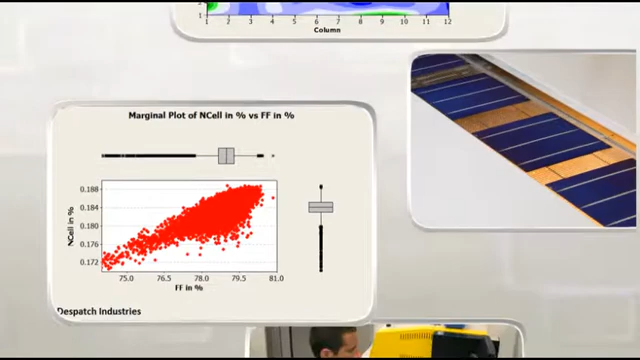 1 2 3 4 5 6 7 8 9 10 11 12
Column
Marginal Plot of NCell in % vs FF in %
0.188
0.184
0.180
0.176
0.172
NCell in %
75.0 76.5 78.0 79.5 81.0
FF in %
Despatch Industries